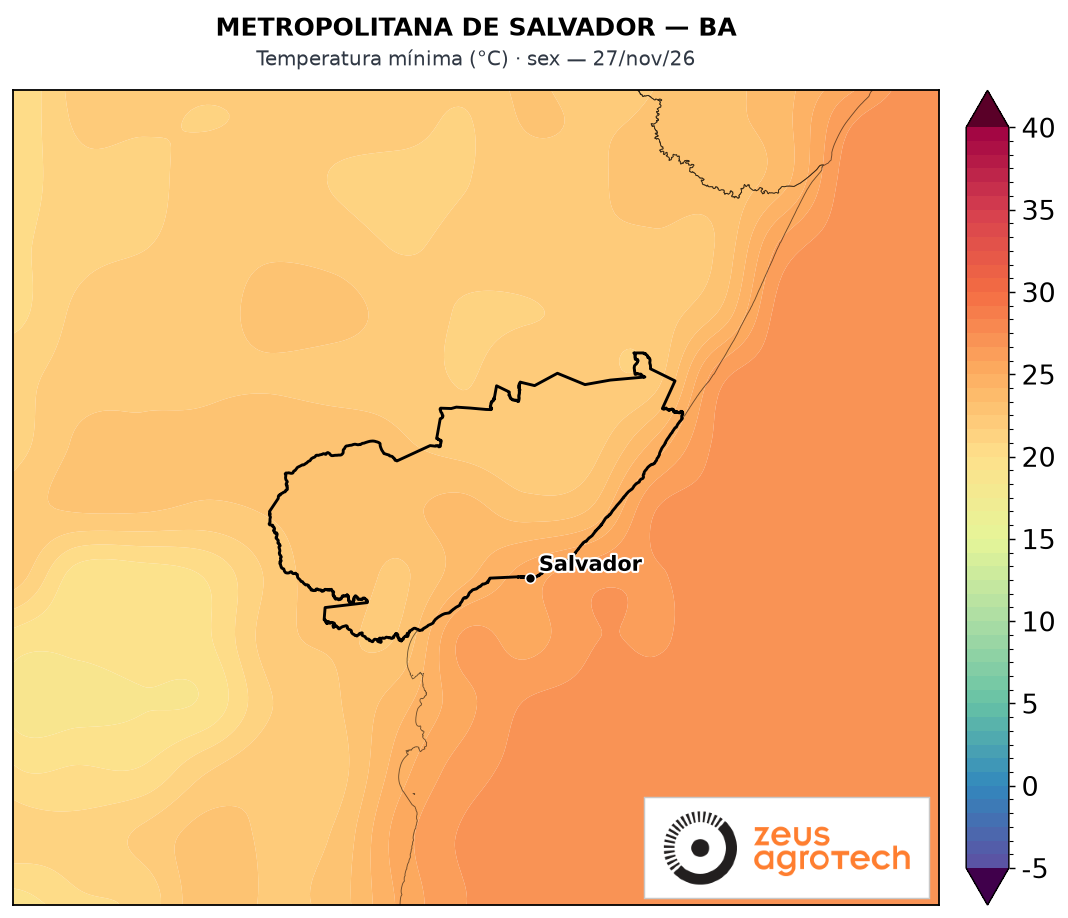 METROPOLITANA DE SALVADOR — BA
Temperatura mínima (°C) · sex — 27/nov/26
40
35
30
25
20
15
10
5
0
-5
Salvador
zeus
agrotech